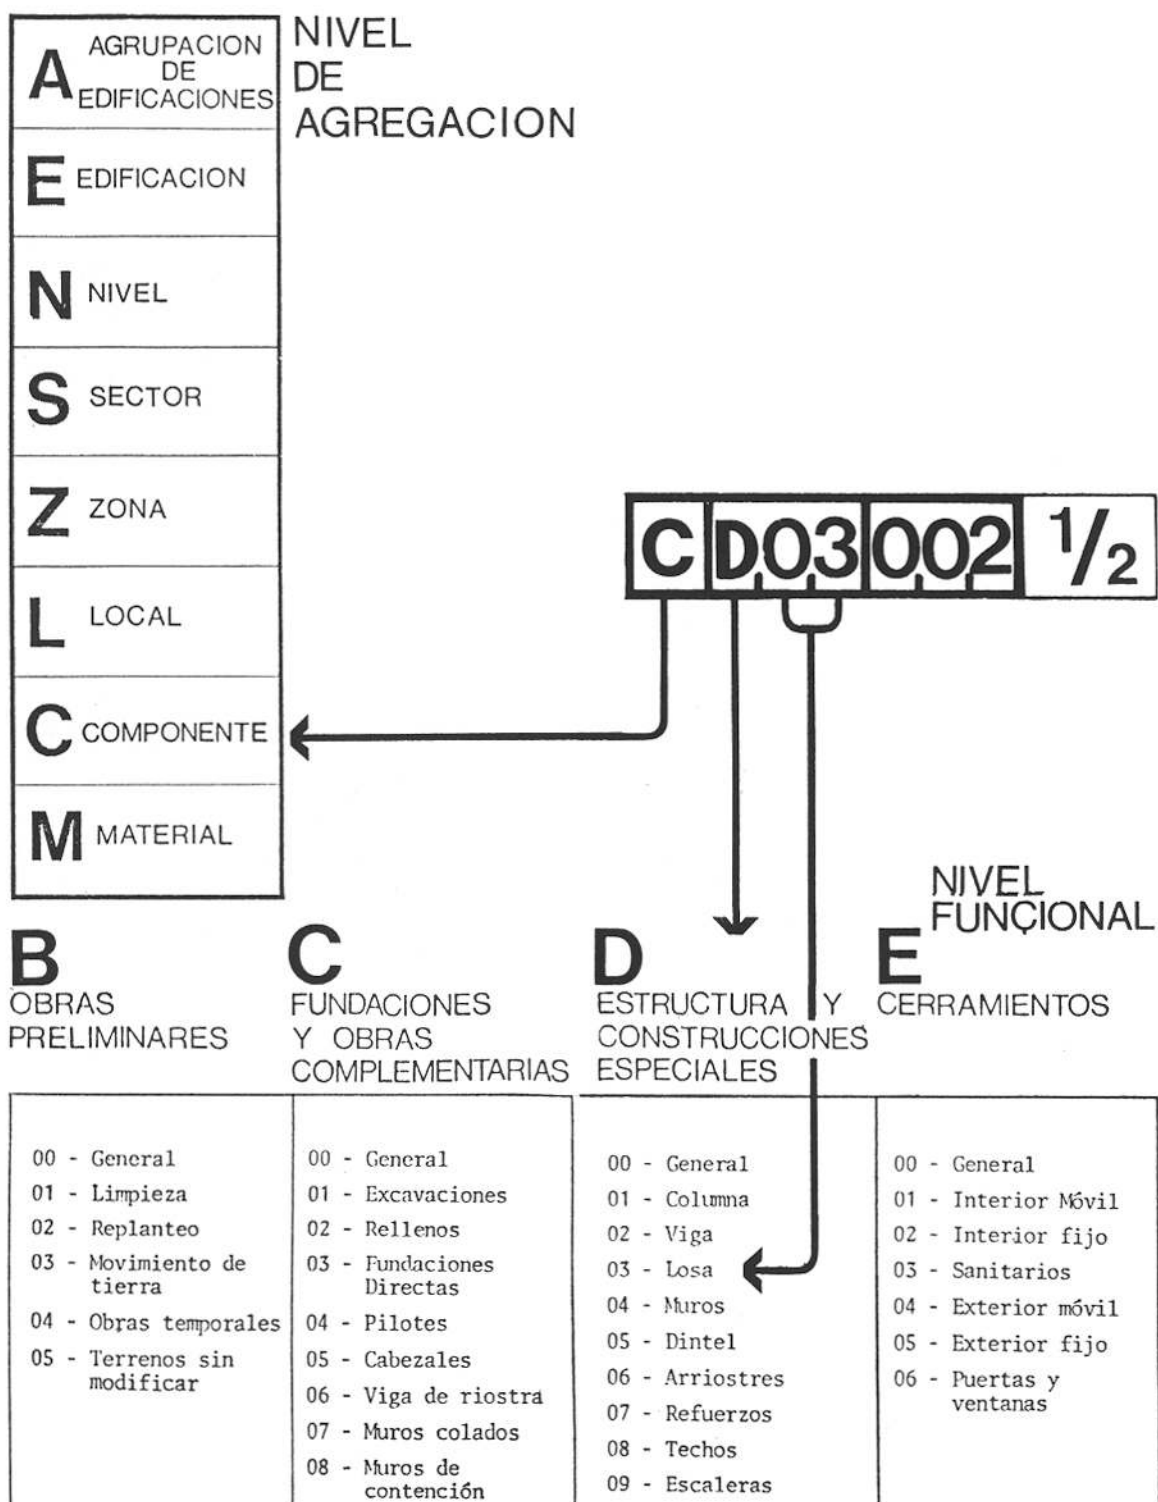 NIVEL
DE
AGREGACION
A AGRUPACION
DE
EDIFICACIONES
E EDIFICACION
N NIVEL
S SECTOR
Z ZONA
L LOCAL
C COMPONENTE
M MATERIAL
C D,03 002 1/2
NIVEL
FUNCIONAL
B
OBRAS
PRELIMINARES
00 - General
01 - Limpieza
02 - Replanteo
03 - Movimiento de
tierra
04 - Obras temporales
05 - Terrenos sin
modificar
C
FUNDACIONES
Y OBRAS
COMPLEMENTARIAS
00 - General
01 - Excavaciones
02 - Rellenos
03 - Fundaciones
Directas
04 - Pilotes
05 - Cabezales
06 - Viga de riostra
07 - Muros colados
08 - Muros de
contención
D
ESTRUCTURA Y
CONSTRUCCIONES
ESPECIALES
00 - General
01 - Columna
02 - Viga
03 - Losa
04 - Muros
05 - Dintel
06 - Arriostres
07 - Refuerzos
08 - Techos
09 - Escaleras
E
CERRAMIENTOS
00 - General
01 - Interior Móvil
02 - Interior fijo
03 - Sanitarios
04 - Exterior móvil
05 - Exterior fijo
06 - Puertas y
ventanas